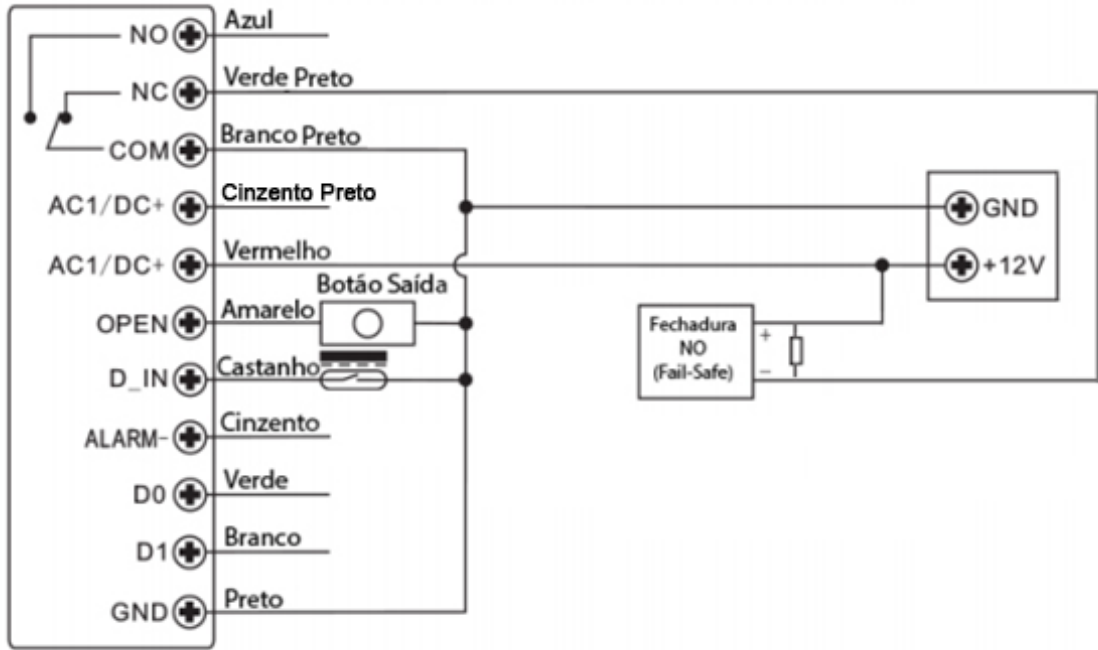 NO Azul
NC Verde Preto
COM Branco Preto
AC1/DC+ Cinzento Preto
AC1/DC+ Vermelho
Botão Saída
OPEN Amarelo
D_IN Castanho
ALARM- Cinzento
D0 Verde
D1 Branco
GND Preto
GND
+12V
Fechadura
NO
(Fail-Safe)
+
−